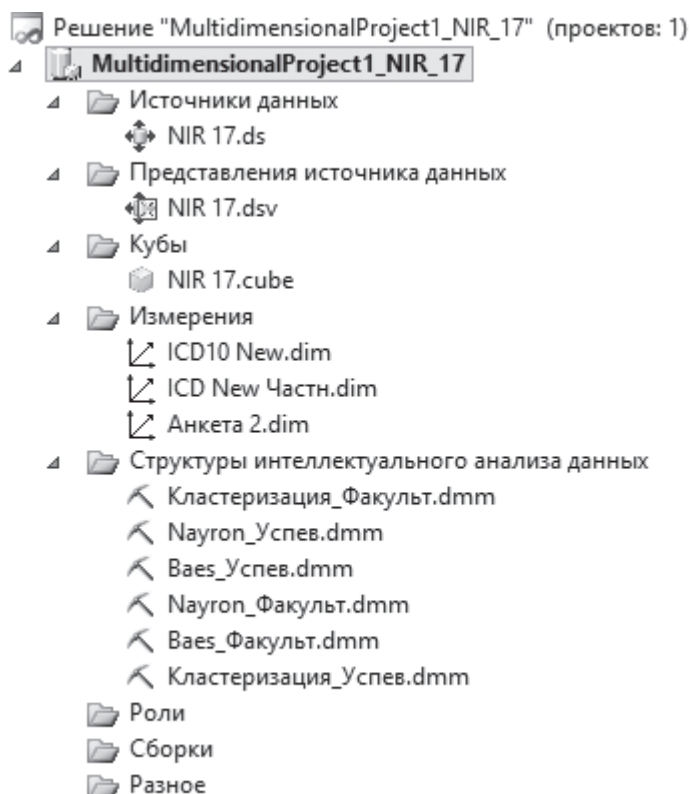 Решение "MultidimensionalProject1_NIR_17" (проектов: 1)
MultidimensionalProject1_NIR_17
Источники данных
NIR 17.ds
Представления источника данных
NIR 17.dsv
Кубы
NIR 17.cube
Измерения
ICD10 New.dim
ICD New Частн.dim
Анкета 2.dim
Структуры интеллектуального анализа данных
Кластеризация_Факульт.dmm
Nayron_Успев.dmm
Baes_Успев.dmm
Nayron_Факульт.dmm
Baes_Факульт.dmm
Кластеризация_Успев.dmm
Роли
Сборки
Разное